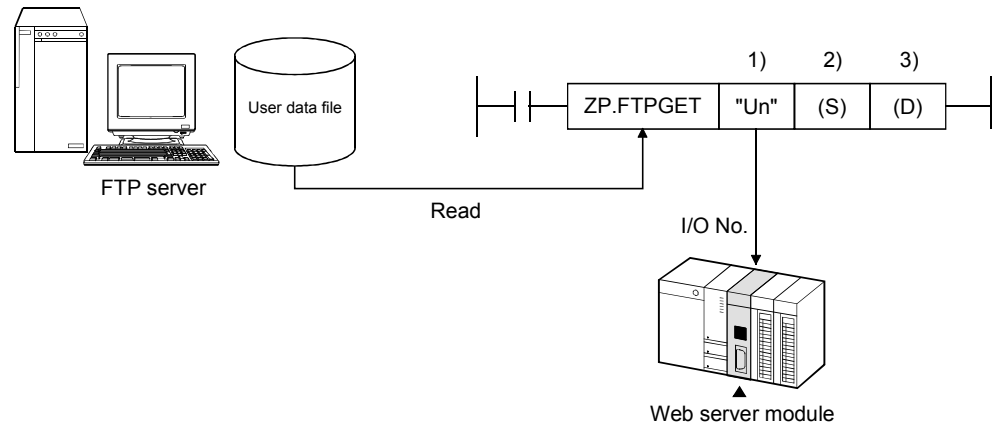 1) 2) 3)
ZP.FTPGET "Un" (S) (D)
User data file
FTP server
Read
I/O No.
Web server module